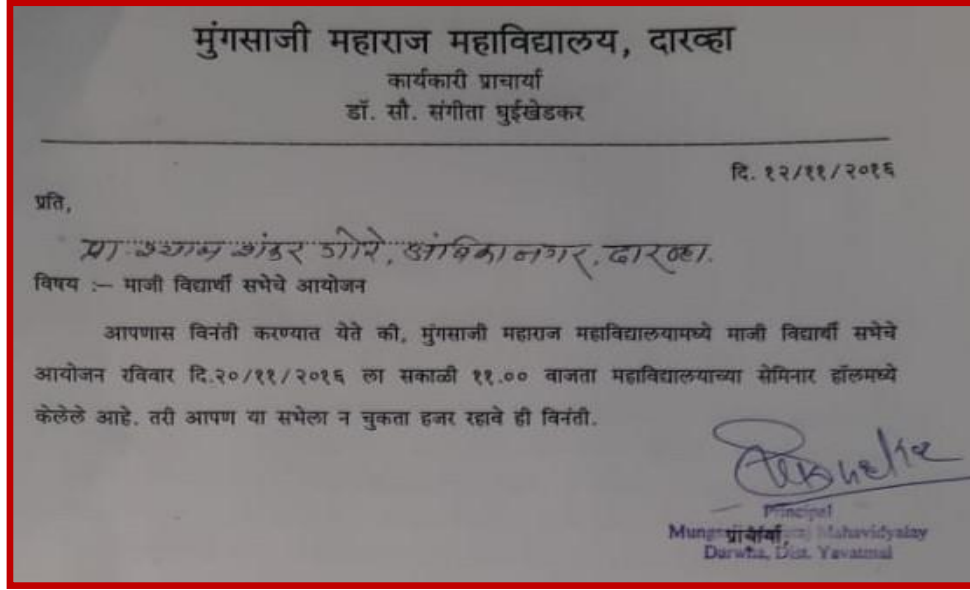 मुंगसाजी महाराज महाविद्यालय, दारव्हा
कार्यकारी प्राचार्या
डॉ. सौ. संगीता घुईखेडकर
दि. १२/११/२०१६
प्रति,
प्रा. श्याम शंकर गोरे, अंबिका नगर, दारव्हा.
विषय :– माजी विद्यार्थी सभेचे आयोजन
आपणास विनंती करण्यात येते की, मुंगसाजी महाराज महाविद्यालयामध्ये माजी विद्यार्थी सभेचे
आयोजन रविवार दि.२०/११/२०१६ ला सकाळी ११.०० वाजता महाविद्यालयाच्या सेमिनार हॉलमध्ये
केलेले आहे. तरी आपण या सभेला न चुकता हजर रहावे ही विनंती.
Principal
प्राचार्या, Mahavidyalay
Darwha, Dist. Yavatmal